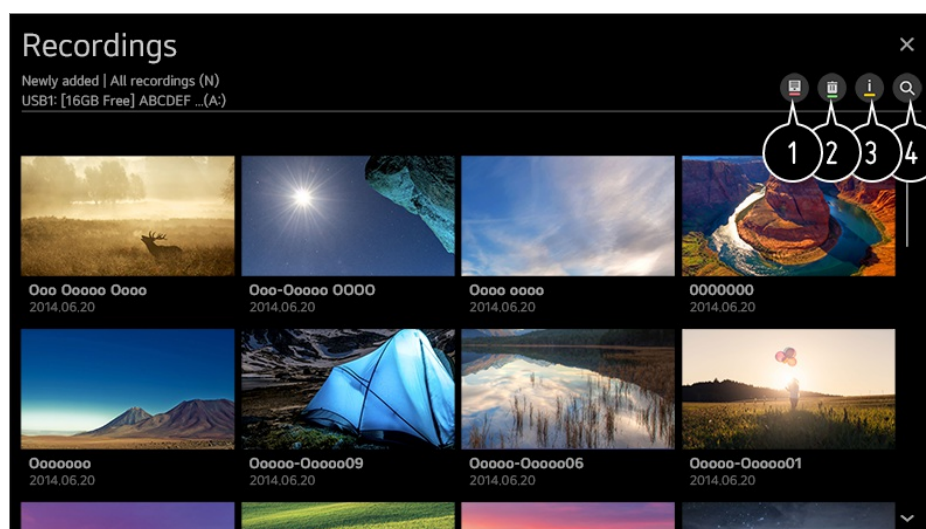 Recordings
Newly added | All recordings (N)
USB1: [16GB Free] ABCDEF ...(A:)
i
1 2 3 4
Ooo Ooooo Oooo
2014.06.20
Ooo-Ooooo OOOO
2014.06.20
Oooo oooo
2014.06.20
0000000
2014.06.20
Ooooooo
2014.06.20
Ooooo-Ooooo09
2014.06.20
Ooooo-Ooooo06
2014.06.20
Ooooo-Ooooo01
2014.06.20